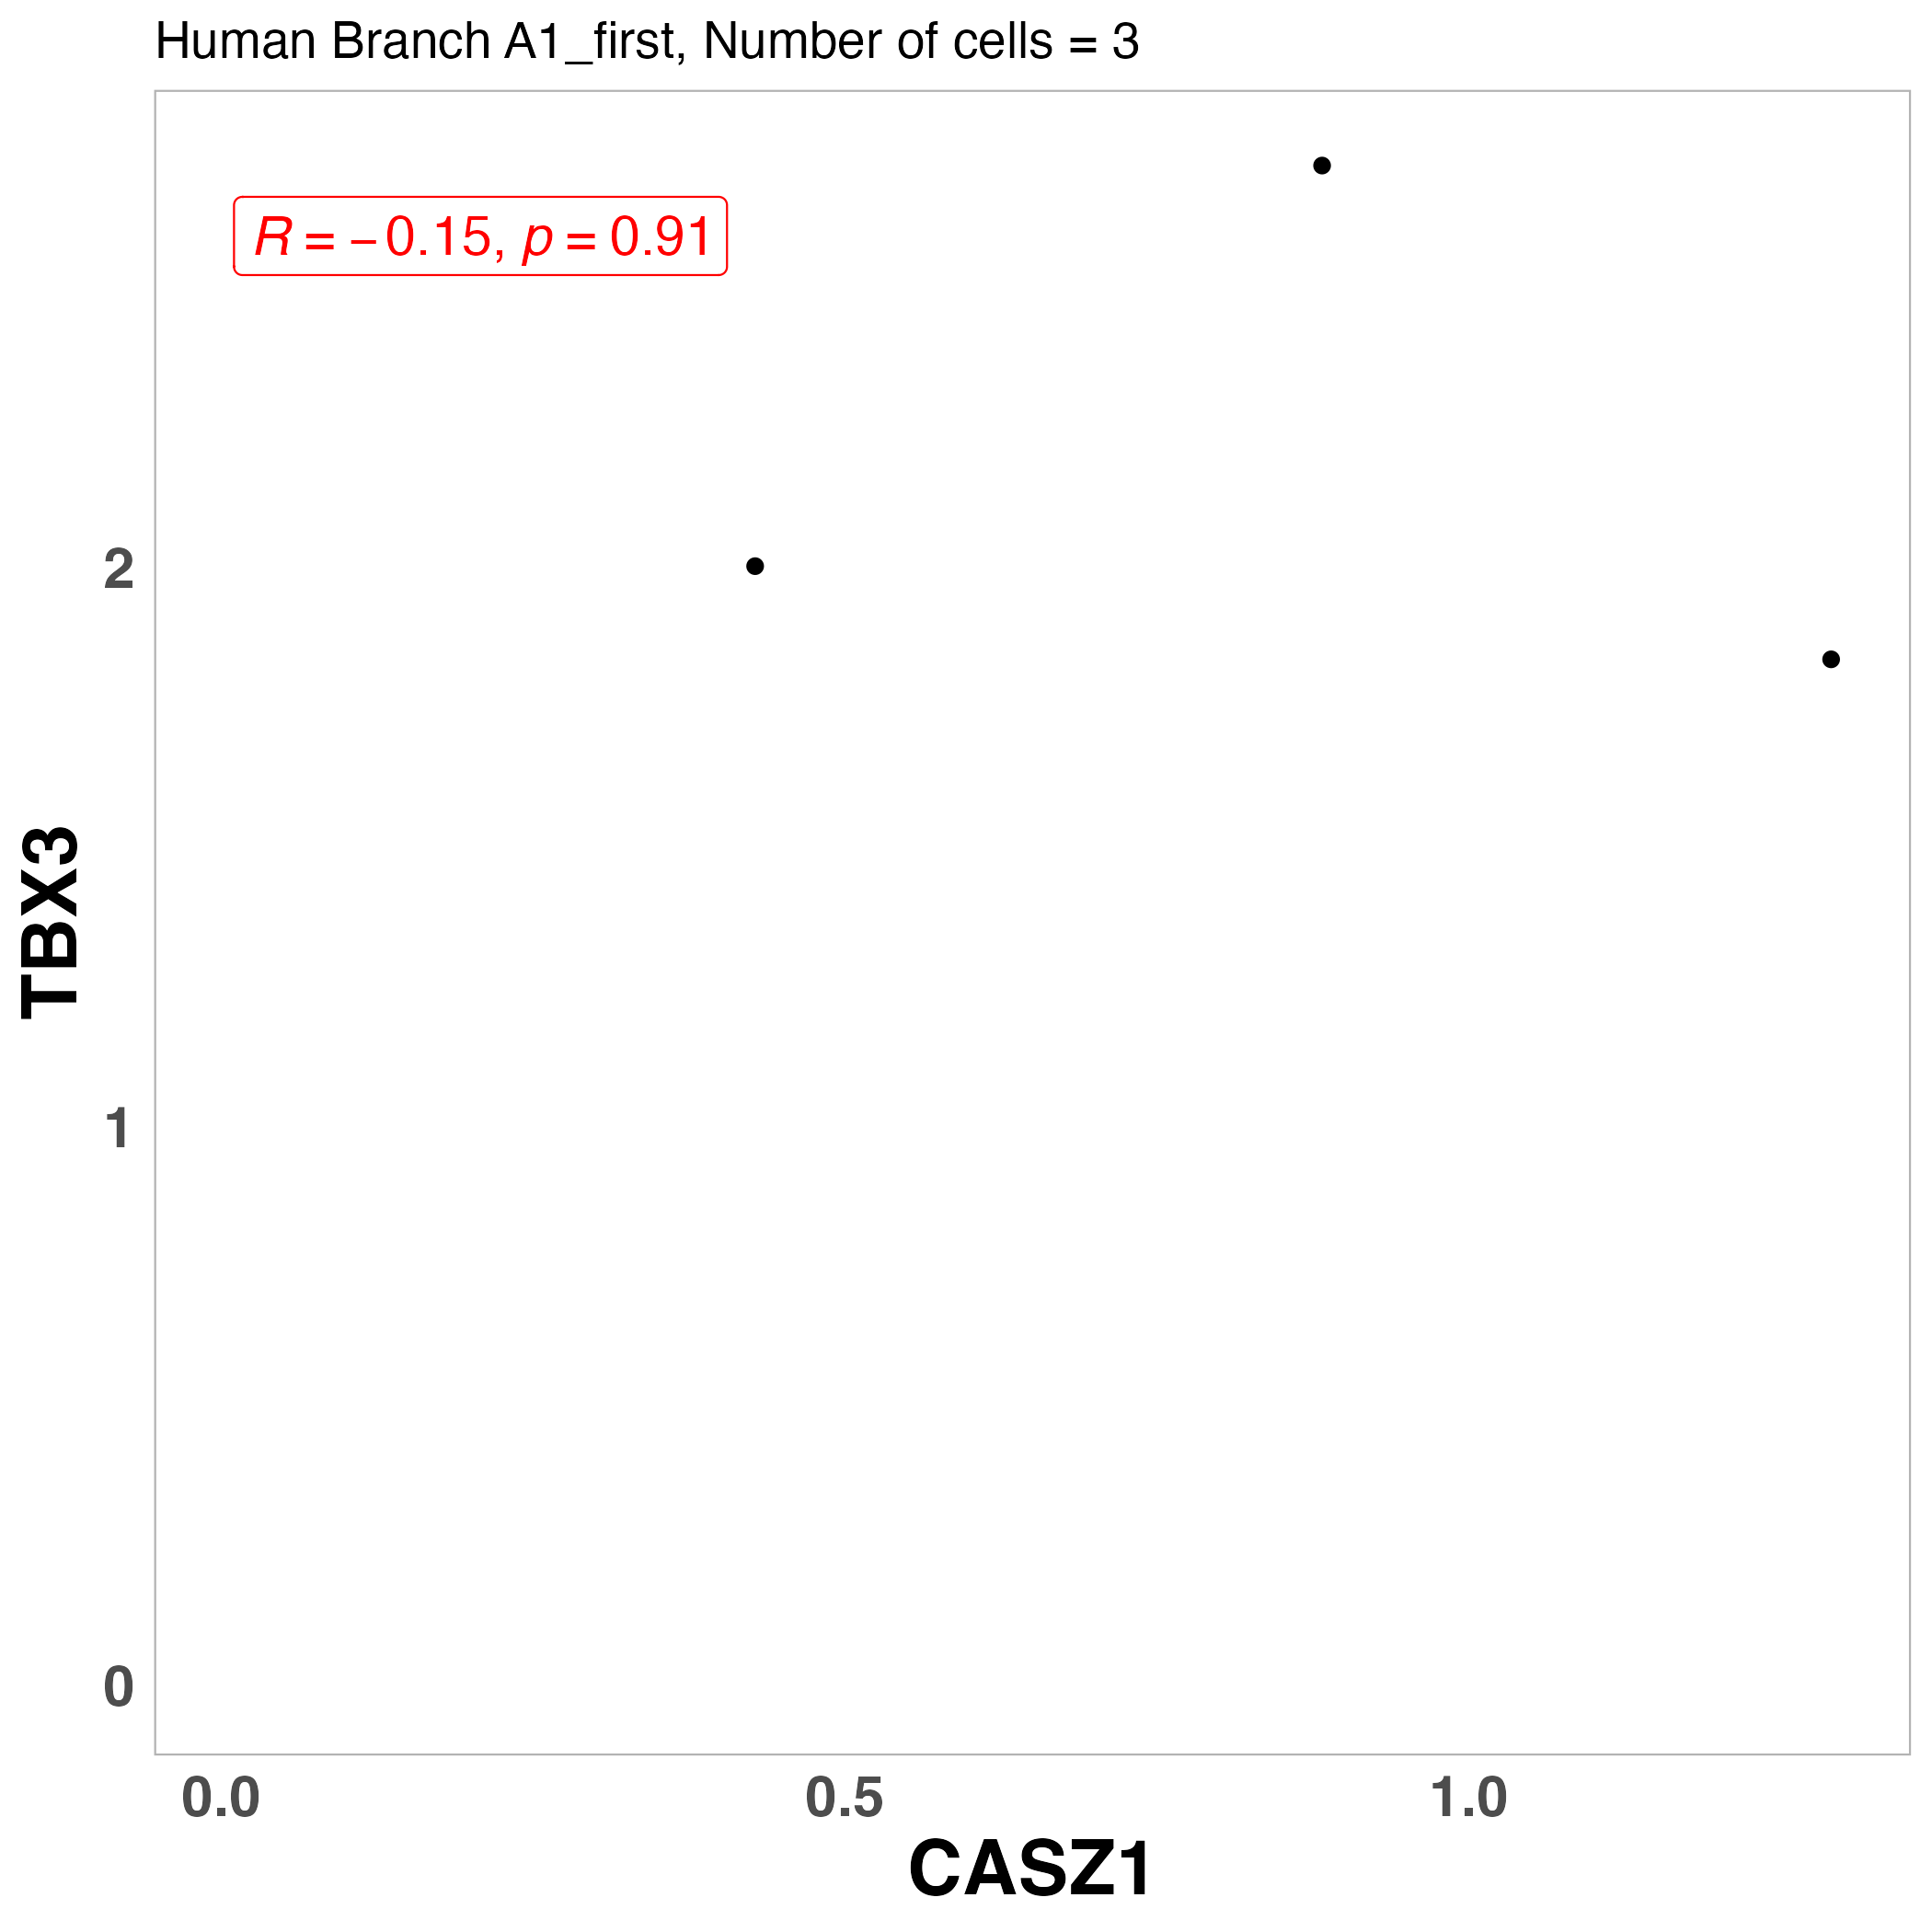 Human Branch A1_first, Number of cells = 3
R = −0.15, p = 0.91
2
1
0
TBX3
0.0 0.5 1.0
CASZ1